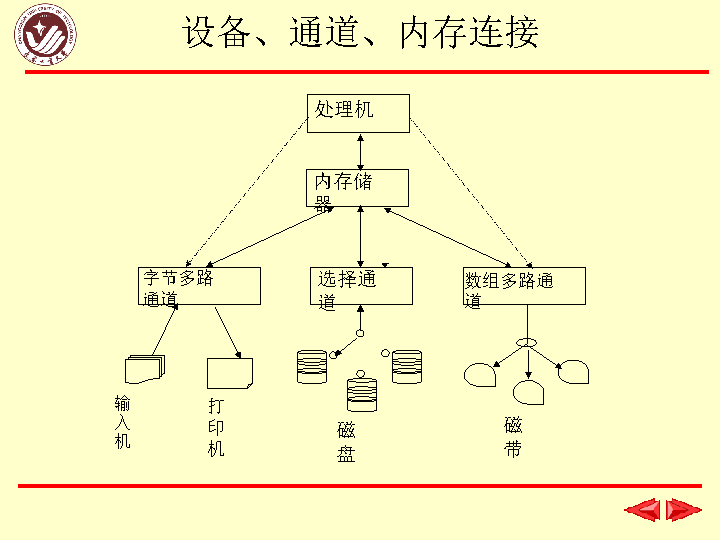 设备、通道、内存连接
处理机
内存储
器
字节多路
通道
选择通
道
数组多路通
道
输
入
机
打
印
机
磁
盘
磁
带